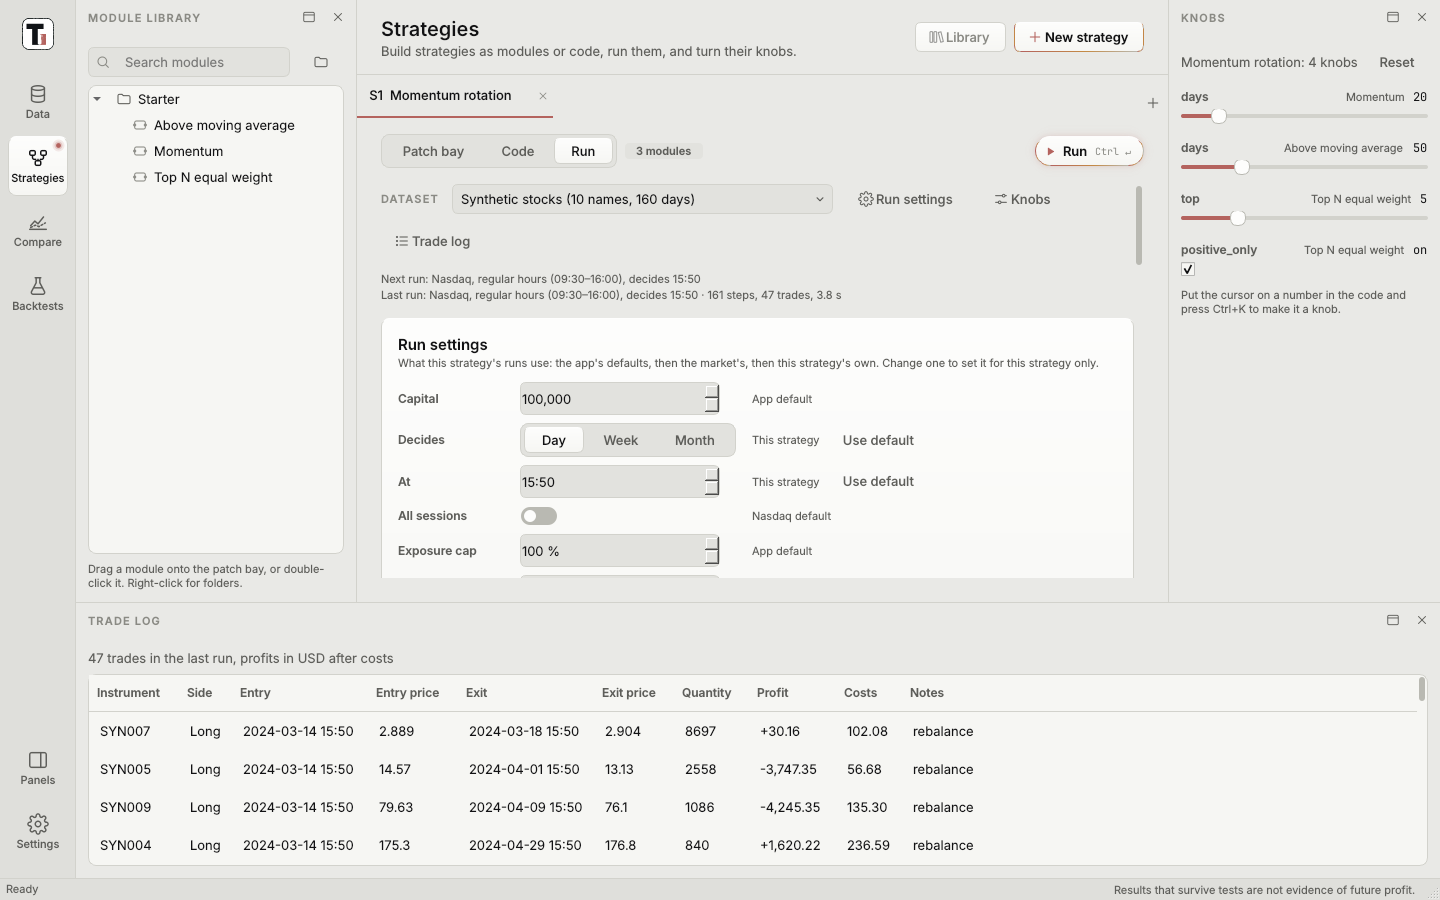 Ti
Data
Strategies
Compare
Backtests
Panels
Settings
MODULE LIBRARY
Search modules
Starter
Above moving average
Momentum
Top N equal weight
Drag a module onto the patch bay, or double-
click it. Right-click for folders.
Strategies
Build strategies as modules or code, run them, and turn their knobs.
Library
New strategy
S1 Momentum rotation
Patch bay Code Run 3 modules
Run Ctrl ↵
DATASET Synthetic stocks (10 names, 160 days) Run settings Knobs
Trade log
Next run: Nasdaq, regular hours (09:30–16:00), decides 15:50
Last run: Nasdaq, regular hours (09:30–16:00), decides 15:50 · 161 steps, 47 trades, 3.8 s
Run settings
What this strategy's runs use: the app's defaults, then the market's, then this strategy's own. Change one to set it for this strategy only.
Capital 100,000 App default
Decides Day Week Month This strategy Use default
At 15:50 This strategy Use default
All sessions Nasdaq default
Exposure cap 100 % App default
KNOBS
Momentum rotation: 4 knobs Reset
days Momentum 20
days Above moving average 50
top Top N equal weight 5
positive_only Top N equal weight on
Put the cursor on a number in the code and
press Ctrl+K to make it a knob.
TRADE LOG
47 trades in the last run, profits in USD after costs
Instrument Side Entry Entry price Exit Exit price Quantity Profit Costs Notes
SYN007 Long 2024-03-14 15:50 2.889 2024-03-18 15:50 2.904 8697 +30.16 102.08 rebalance
SYN005 Long 2024-03-14 15:50 14.57 2024-04-01 15:50 13.13 2558 -3,747.35 56.68 rebalance
SYN009 Long 2024-03-14 15:50 79.63 2024-04-09 15:50 76.1 1086 -4,245.35 135.30 rebalance
SYN004 Long 2024-03-14 15:50 175.3 2024-04-29 15:50 176.8 840 +1,620.22 236.59 rebalance
Ready
Results that survive tests are not evidence of future profit.